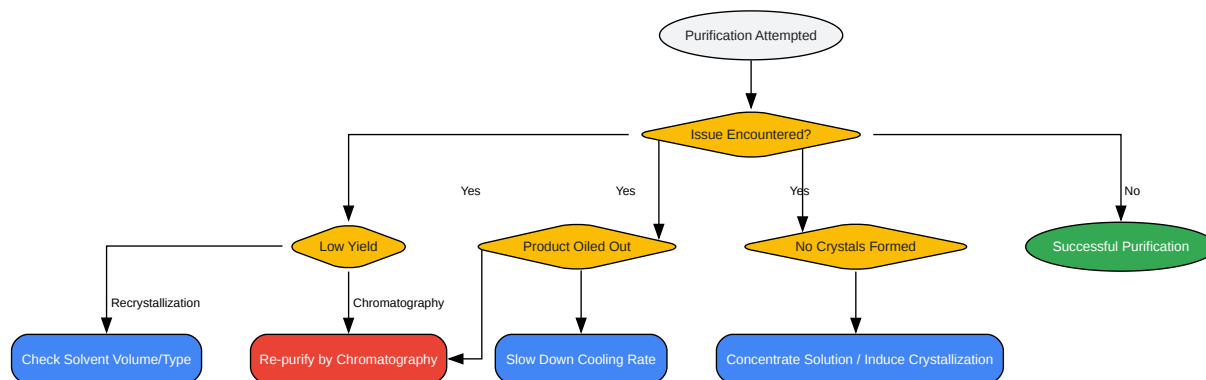 Purification Attempted
Issue Encountered?
Yes
Yes
Yes
No
Low Yield
Product Oiled Out
No Crystals Formed
Successful Purification
Recrystallization
Chromatography
Check Solvent Volume/Type
Re-purify by Chromatography
Slow Down Cooling Rate
Concentrate Solution / Induce Crystallization